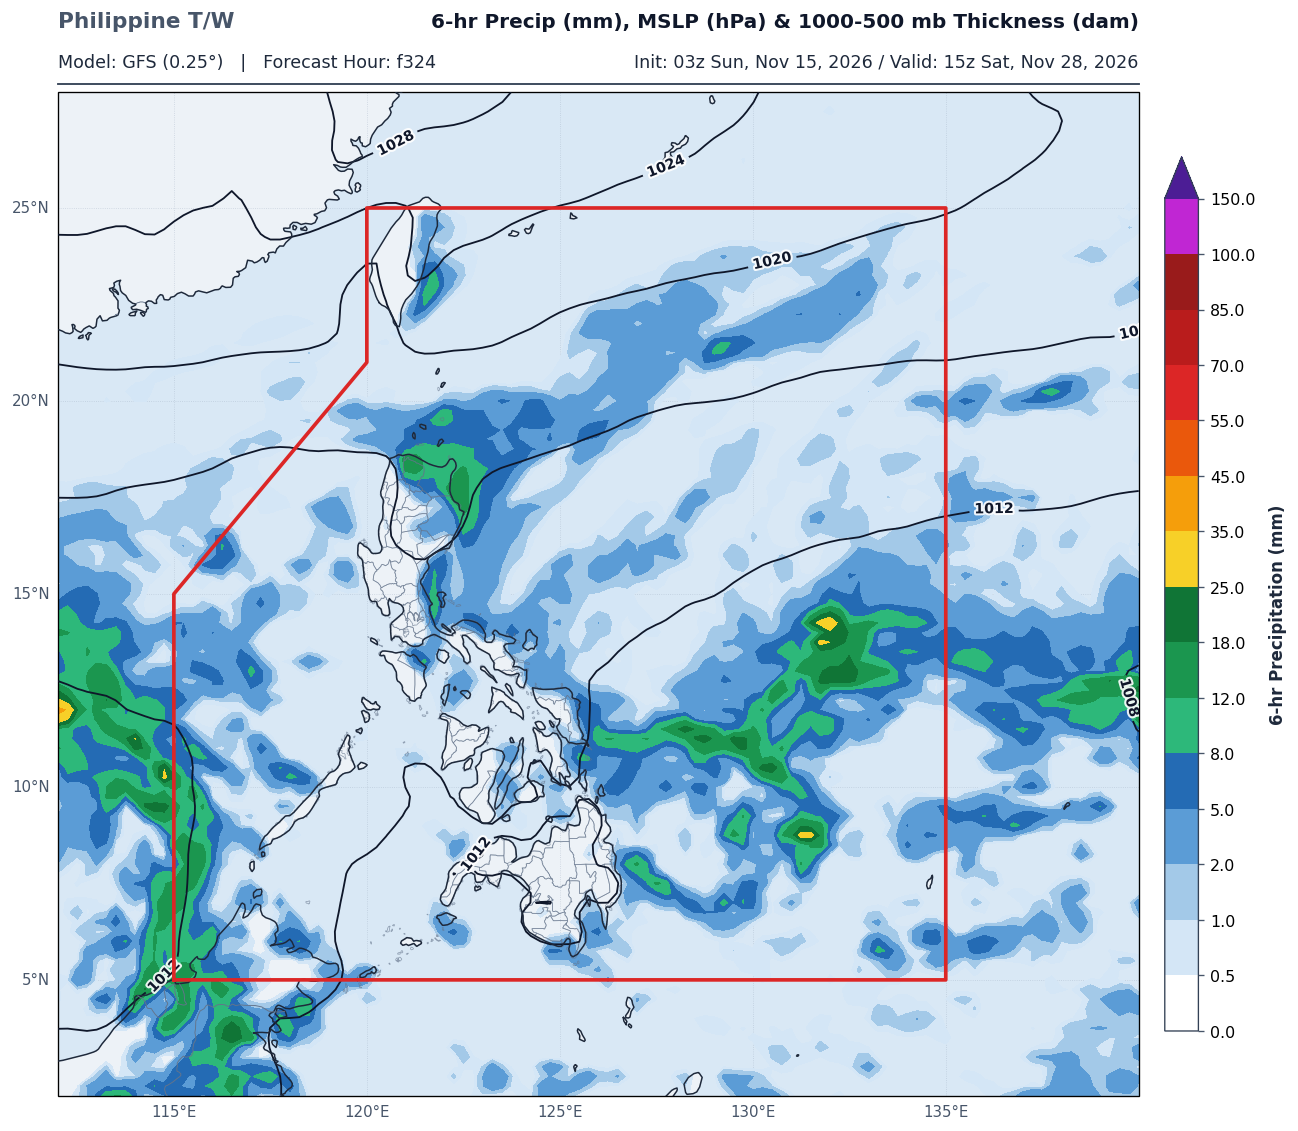 Philippine T/W
6-hr Precip (mm), MSLP (hPa) & 1000-500 mb Thickness (dam)
Model: GFS (0.25°) | Forecast Hour: f324
Init: 03z Sun, Nov 15, 2026 / Valid: 15z Sat, Nov 28, 2026
1028
1024
25°N
1020
10
20°N
1012
15°N
1008
10°N
1012
1012
5°N
115°E
120°E
125°E
130°E
135°E
150.0
100.0
85.0
70.0
55.0
45.0
35.0
25.0
18.0
12.0
8.0
5.0
2.0
1.0
0.5
0.0
6-hr Precipitation (mm)